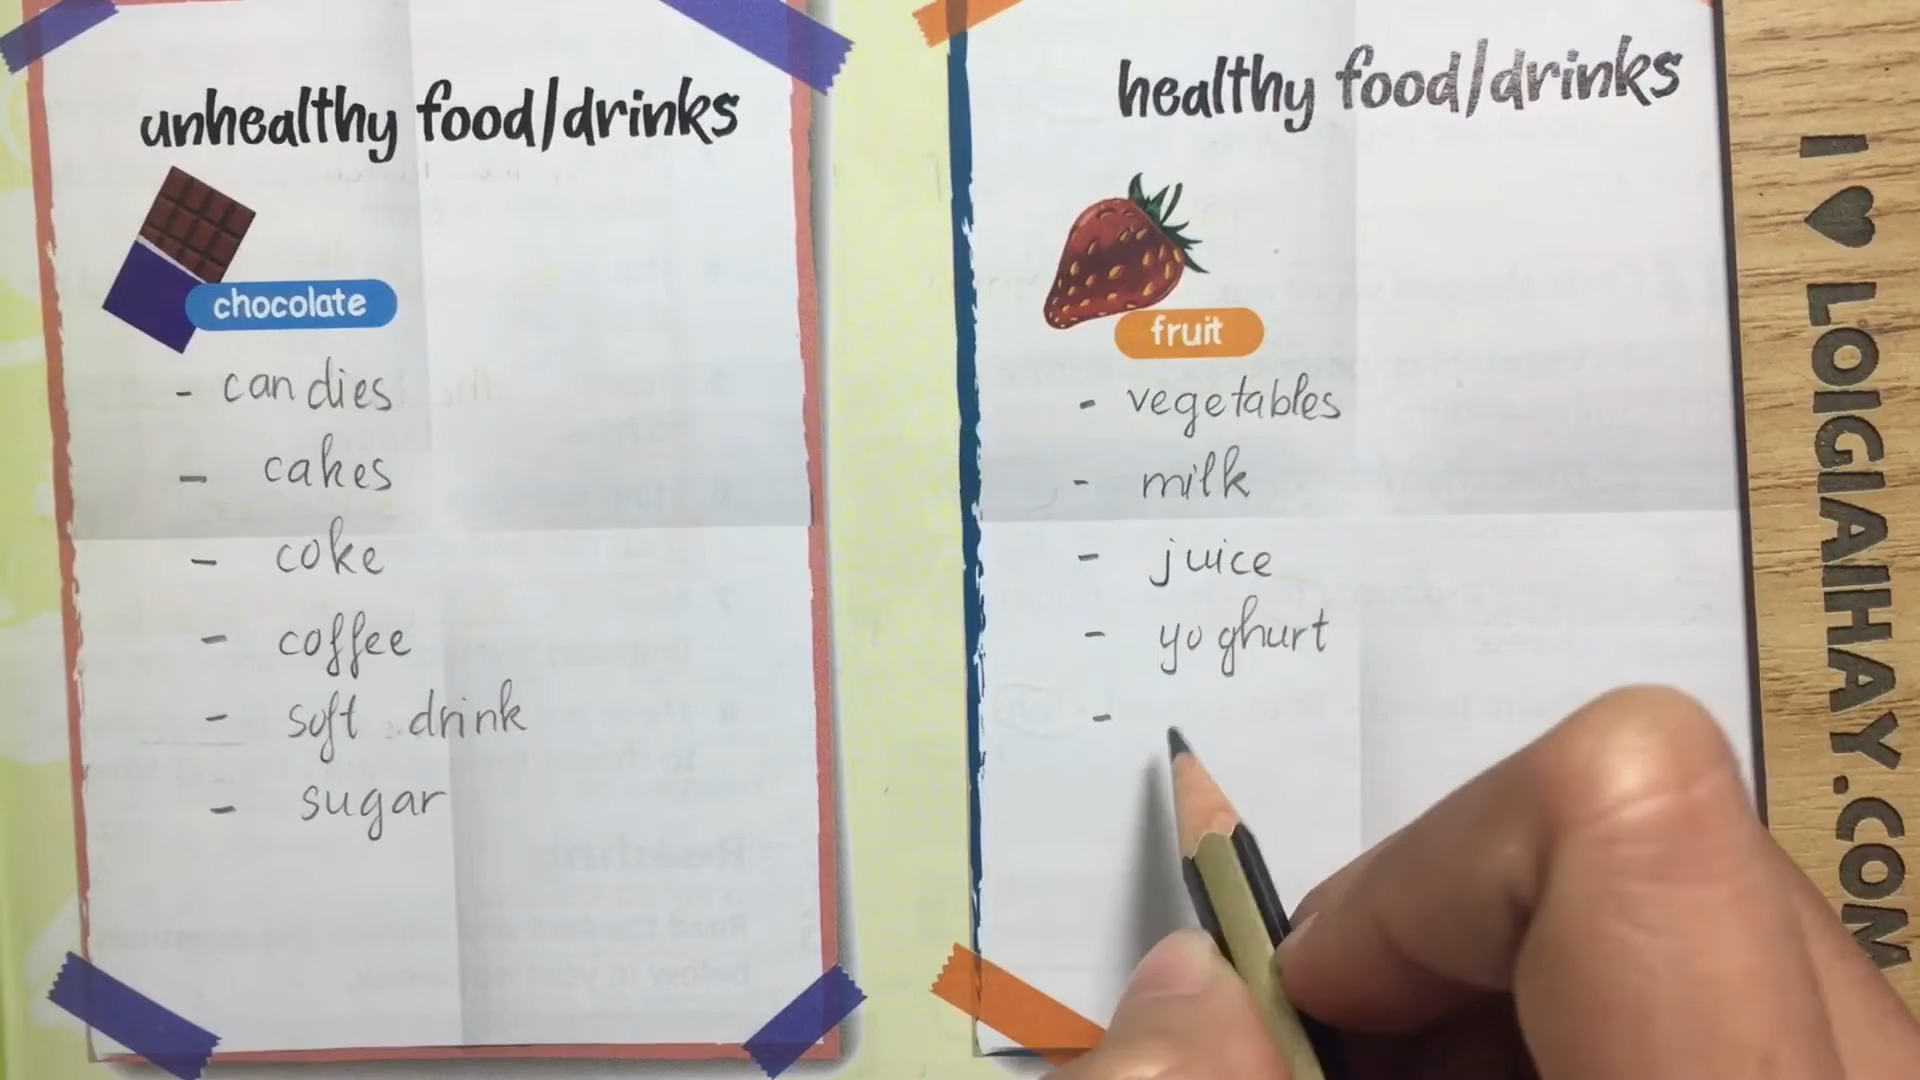 unhealthy food/drinks
chocolate
- candies
- cakes
- coke
- coffee
- soft drink
- sugar
healthy food/drinks
fruit
- vegetables
- milk
- juice
- yoghurt
-
I ♥ LOIGIAIHAY.COM